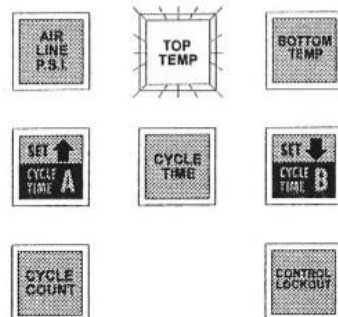 AIR
LINE
P.S.I.
TOP
TEMP
BOTTOM
TEMP
SET
CYCLE
TIME A
CYCLE
TIME
SET
CYCLE
TIME B
CYCLE
COUNT
CONTROL
LOCKOUT